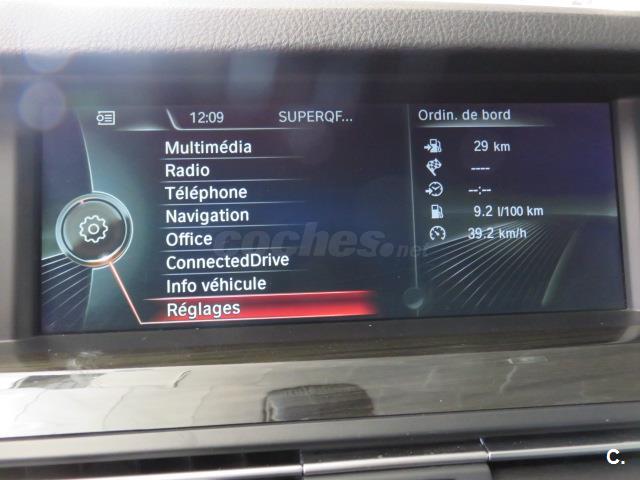 12:09 SUPERQF... Ordin. de bord
Multimédia
Radio
Téléphone
Navigation
Office
ConnectedDrive
Info véhicule
Réglages
29 km
----
--:--
9.2 l/100 km
39.2 km/h
coches.net
C.